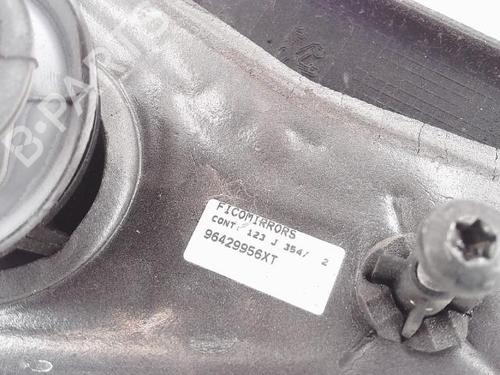 B-PARTS
FICOMIRRORS
CONT. 123 J 354/ 2
96429956XT